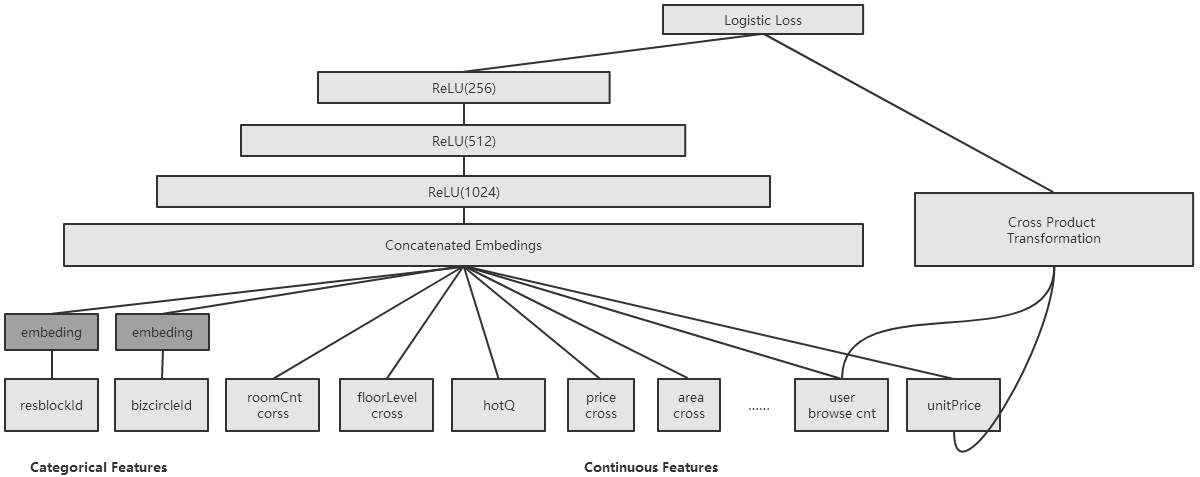 Logistic Loss
ReLU(256)
ReLU(512)
ReLU(1024)
Cross Product
Transformation
Concatenated Embedings
embeding
embeding
resblockId
bizcircleId
roomCnt
corss
floorLevel
cross
hotQ
price
cross
area
cross
......
user
browse cnt
unitPrice
Categorical Features
Continuous Features